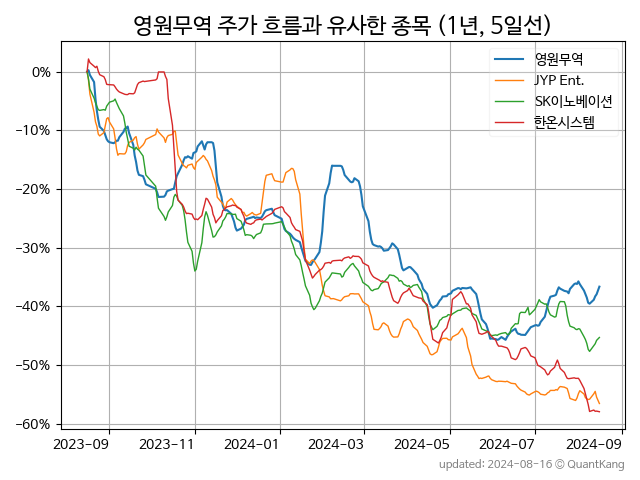 영원무역 주가 흐름과 유사한 종목 (1년, 5일선)
영원무역
JYP Ent.
SK이노베이션
한온시스템
0%
−10%
−20%
−30%
−40%
−50%
−60%
2023-09 2023-11 2024-01 2024-03 2024-05 2024-07 2024-09
updated: 2024-08-16 © QuantKang